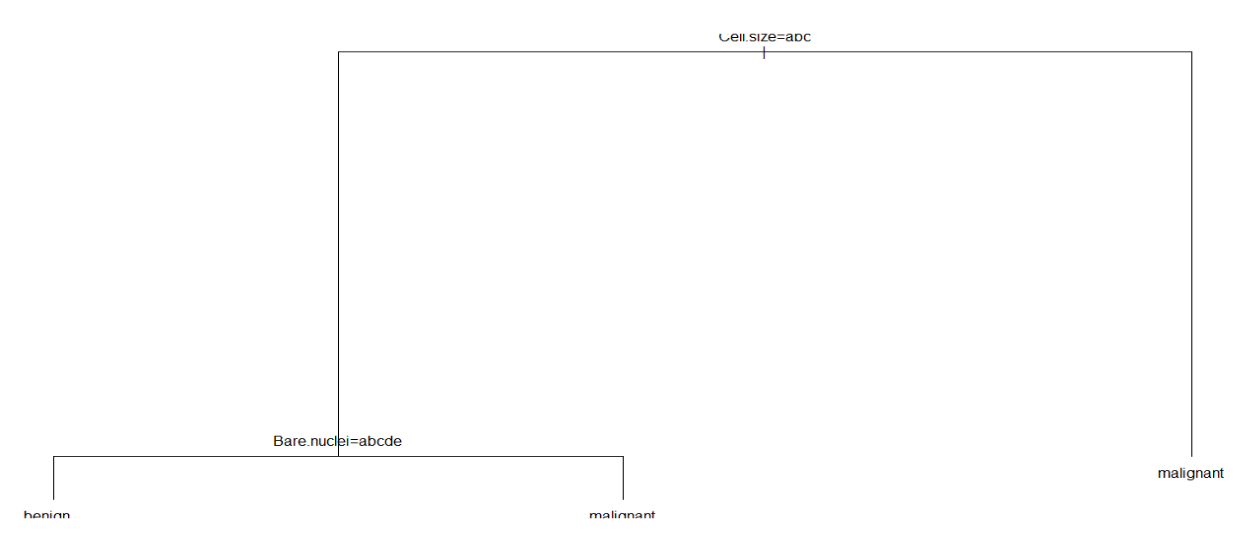 Cell.size=abc
Bare.nuclei=abcde
malignant
benign
malignant